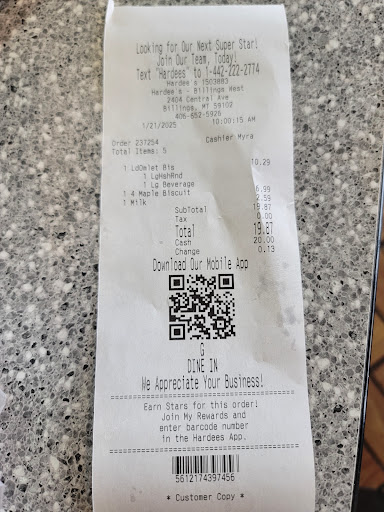 Looking for Our Next Super Star!
Join Our Team, Today!
Text "Hardees" to 1-442-222-2774
Hardee's 1503883
Hardee's - Billings West
2404 Central Ave
Billings, MT 59102
406-652-5926
1/21/2025 10:00:15 AM
Order 237254 Cashier Myra
Total Items: 5
1 LdOmlet Bis 10.29
1 LgHshRnd
1 Lg Beverage
1 4 Maple Biscuit 6.99
1 Milk 2.59
SubTotal 19.87
Tax 0.00
Total 19.87
Cash 20.00
Change 0.13
Download Our Mobile App
G
DINE IN
We Appreciate Your Business!
Earn Stars for this order!
Join My Rewards and
enter barcode number
in the Hardees App.
5612174397456
* Customer Copy *